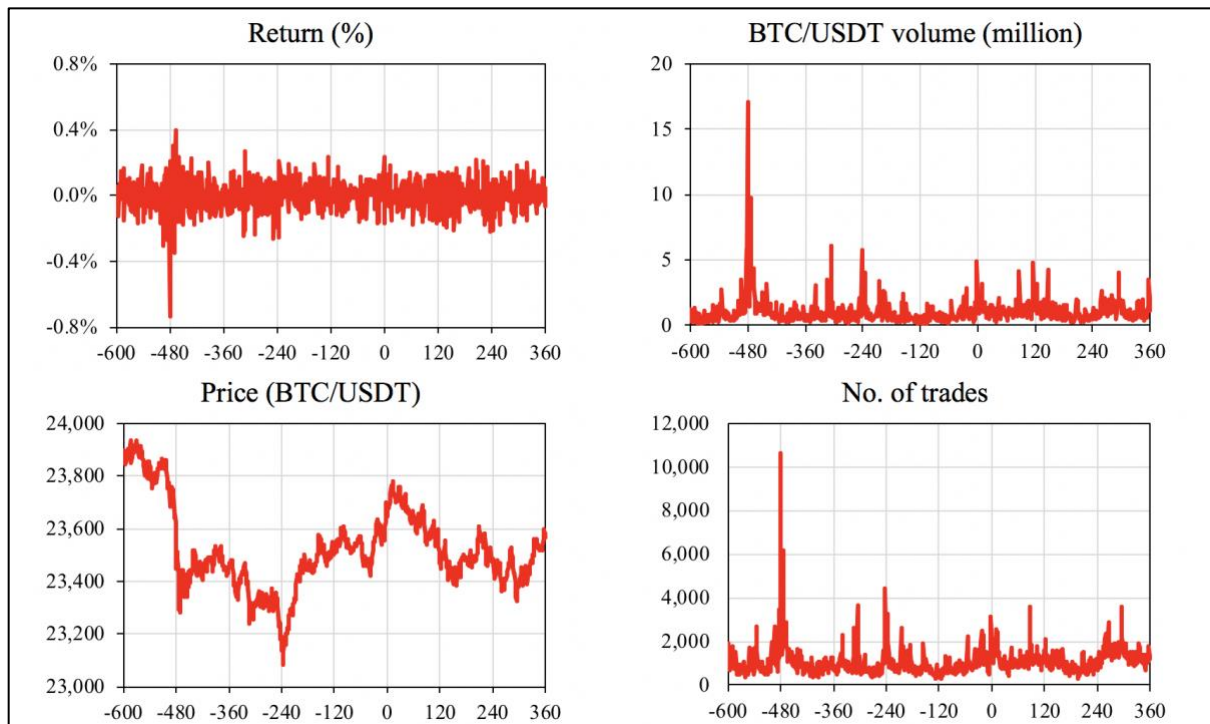 Return (%)
0.8%
0.4%
0.0%
-0.4%
-0.8%
-600 -480 -360 -240 -120 0 120 240 360
BTC/USDT volume (million)
20
15
10
5
0
-600 -480 -360 -240 -120 0 120 240 360
Price (BTC/USDT)
24,000
23,800
23,600
23,400
23,200
23,000
-600 -480 -360 -240 -120 0 120 240 360
No. of trades
12,000
10,000
8,000
6,000
4,000
2,000
0
-600 -480 -360 -240 -120 0 120 240 360